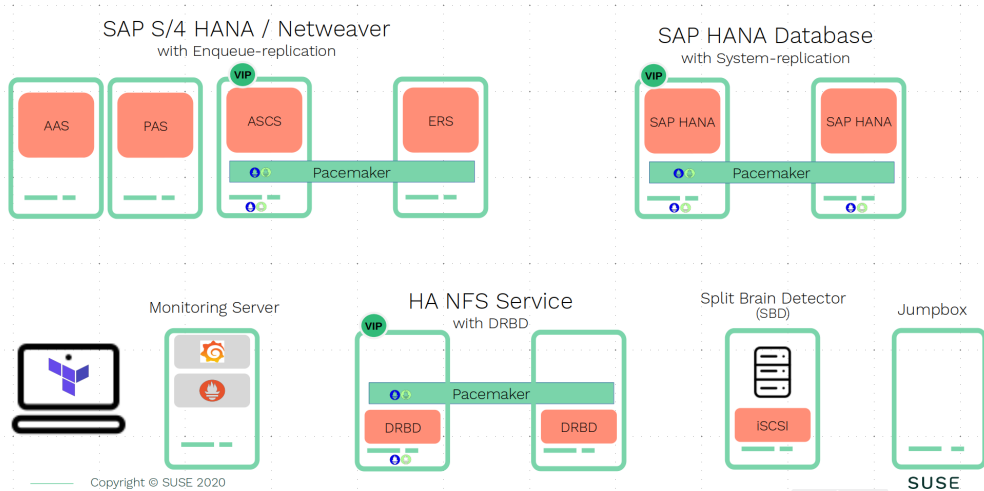 SAP S/4 HANA / Netweaver
with Enqueue-replication
SAP HANA Database
with System-replication
VIP
VIP
AAS
PAS
ASCS
ERS
SAP HANA
SAP HANA
Pacemaker
Pacemaker
Monitoring Server
HA NFS Service
with DRBD
Split Brain Detector
(SBD)
Jumpbox
VIP
Pacemaker
DRBD
DRBD
iSCSI
Copyright © SUSE 2020
SUSE